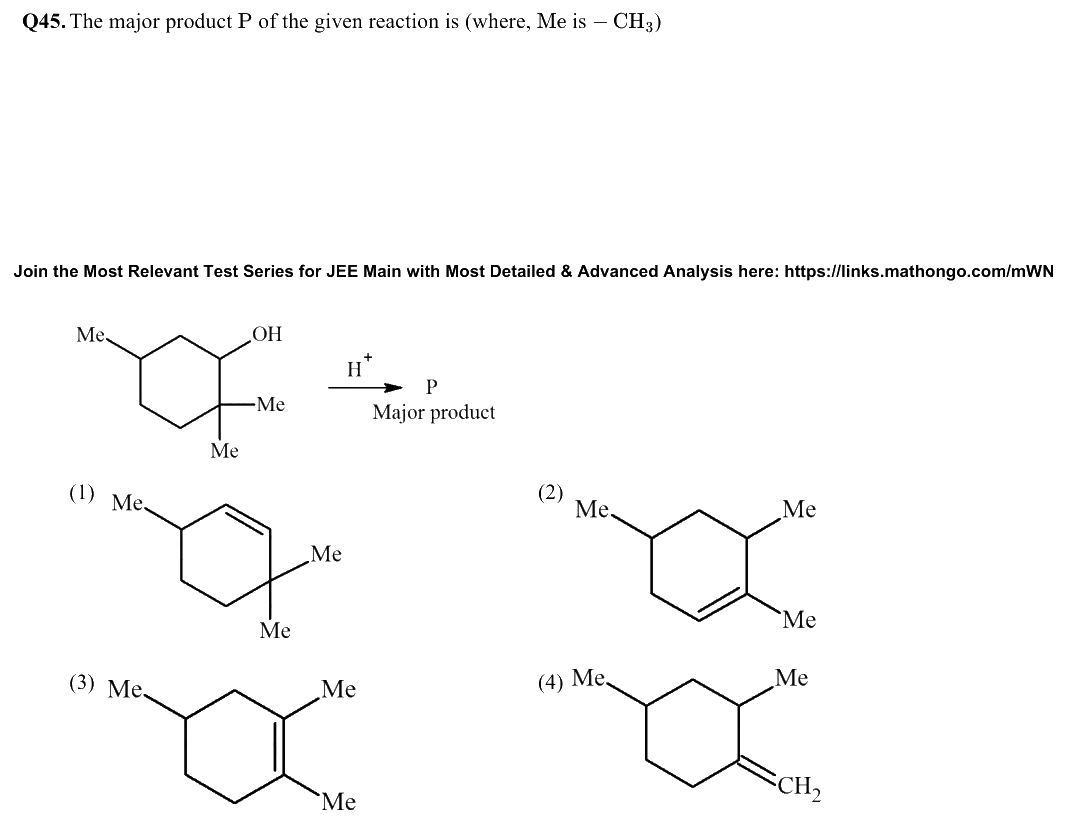 Q45. The major product P of the given reaction is (where, Me is − CH₃)
Join the Most Relevant Test Series for JEE Main with Most Detailed & Advanced Analysis here: https://links.mathongo.com/mWN
Me
OH
Me
Me
H⁺
P
Major product
(1)
Me
Me
Me
(2)
Me
Me
Me
(3)
Me
Me
Me
(4)
Me
Me
CH₂